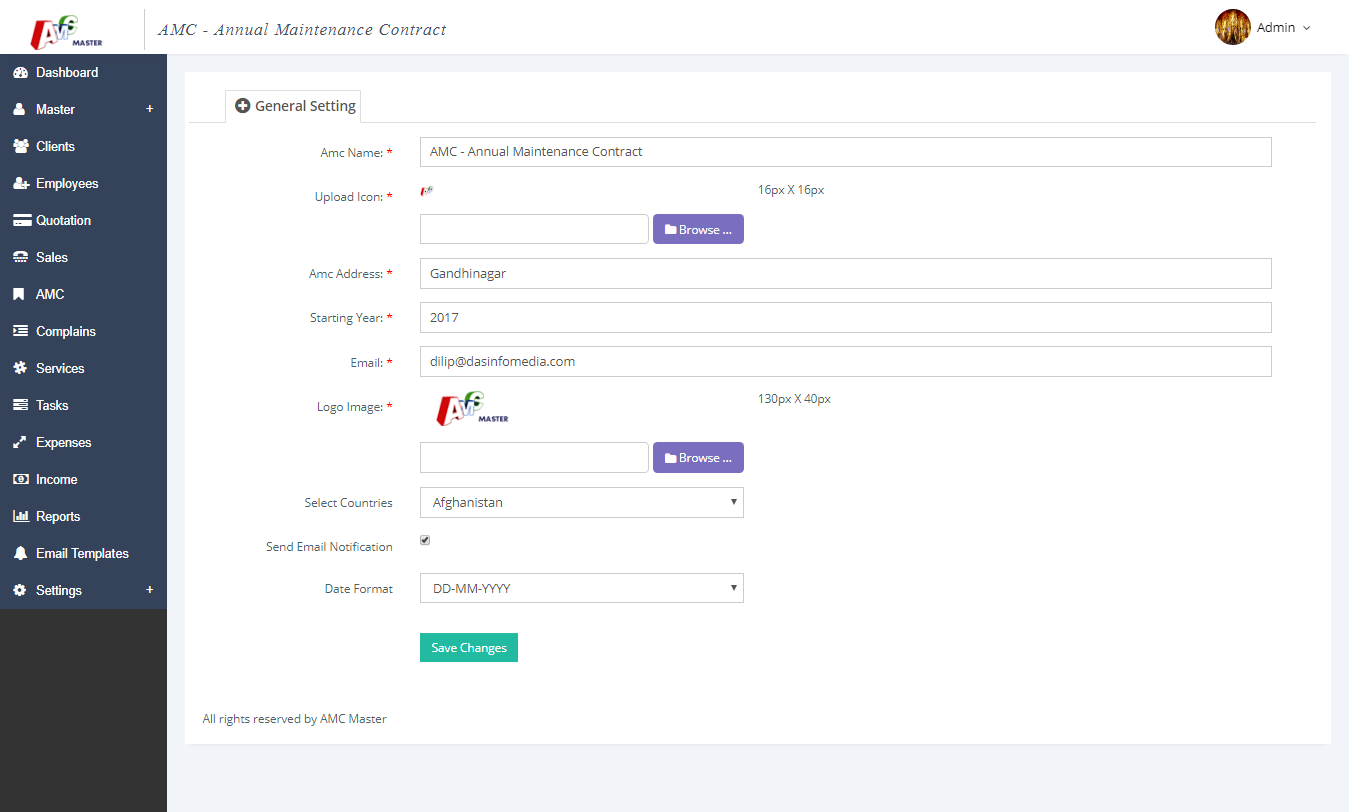 AMC MASTER
AMC - Annual Maintenance Contract
Admin
Dashboard
Master +
Clients
Employees
Quotation
Sales
AMC
Complains
Services
Tasks
Expenses
Income
Reports
Email Templates
Settings +
General Setting
Amc Name: * AMC - Annual Maintenance Contract
Upload Icon: * 16px X 16px
Browse ...
Amc Address: * Gandhinagar
Starting Year: * 2017
Email: * dilip@dasinfomedia.com
Logo Image: * AMC MASTER 130px X 40px
Browse ...
Select Countries Afghanistan
Send Email Notification
Date Format DD-MM-YYYY
Save Changes
All rights reserved by AMC Master